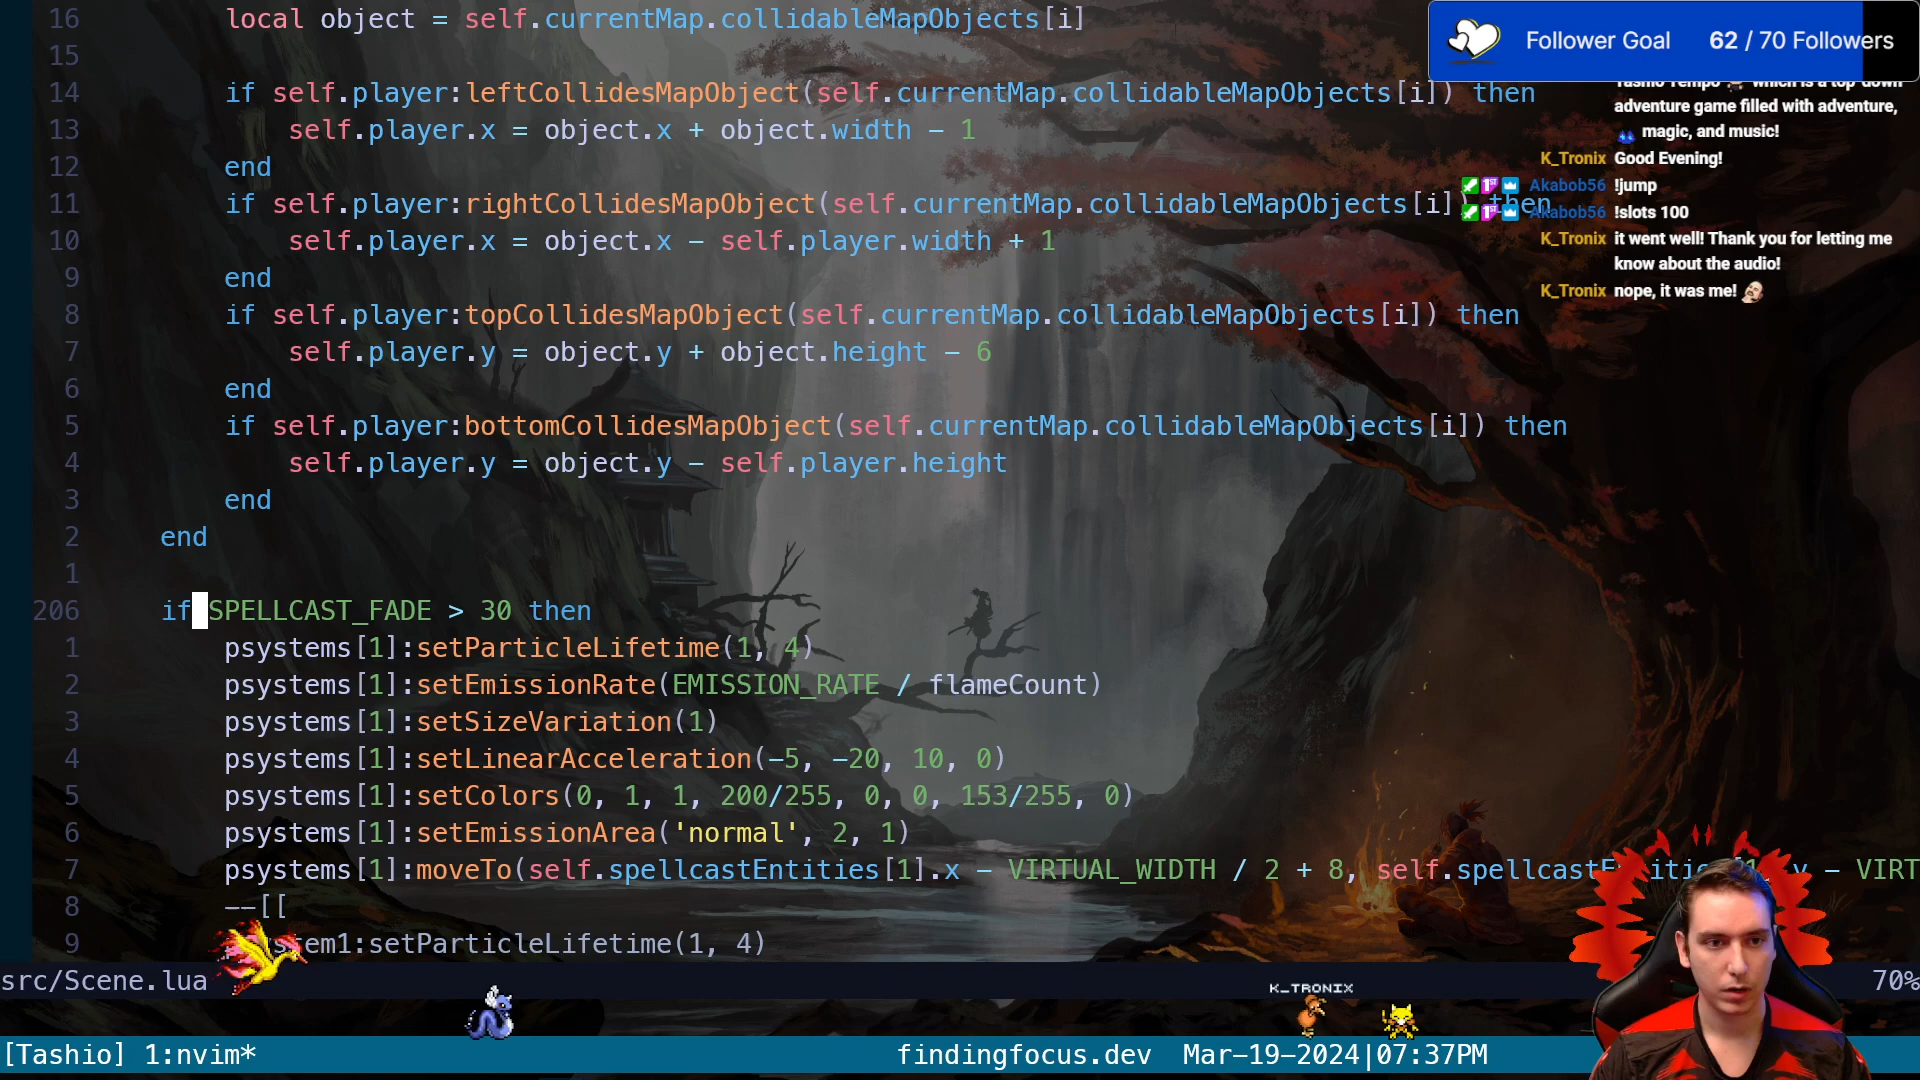 16 local object = self.currentMap.collidableMapObjects[i]
15
14 if self.player:leftCollidesMapObject(self.currentMap.collidableMapObjects[i]) then
13 self.player.x = object.x + object.width - 1
12 end
11 if self.player:rightCollidesMapObject(self.currentMap.collidableMapObjects[i]) then
10 self.player.x = object.x - self.player.width + 1
9 end
8 if self.player:topCollidesMapObject(self.currentMap.collidableMapObjects[i]) then
7 self.player.y = object.y + object.height - 6
6 end
5 if self.player:bottomCollidesMapObject(self.currentMap.collidableMapObjects[i]) then
4 self.player.y = object.y - self.player.height
3 end
2 end
1
206 if SPELLCAST_FADE > 30 then
1 psystems[1]:setParticleLifetime(1, 4)
2 psystems[1]:setEmissionRate(EMISSION_RATE / flameCount)
3 psystems[1]:setSizeVariation(1)
4 psystems[1]:setLinearAcceleration(-5, -20, 10, 0)
5 psystems[1]:setColors(0, 1, 1, 200/255, 0, 0, 153/255, 0)
6 psystems[1]:setEmissionArea('normal', 2, 1)
7 psystems[1]:moveTo(self.spellcastEntities[1].x - VIRTUAL_WIDTH / 2 + 8, self.spellcastEntities[1].y - VIRT
8 --[[
9 stem1:setParticleLifetime(1, 4)
src/Scene.lua 70%
[Tashio] 1:nvim* findingfocus.dev Mar-19-2024|07:37PM
Follower Goal 62 / 70 Followers
Tashio Tempo which is a top down
adventure game filled with adventure,
magic, and music!
K_Tronix Good Evening!
Akabob56 !jump
Akabob56 !slots 100
K_Tronix it went well! Thank you for letting me
know about the audio!
K_Tronix nope, it was me!
K_TRONIX